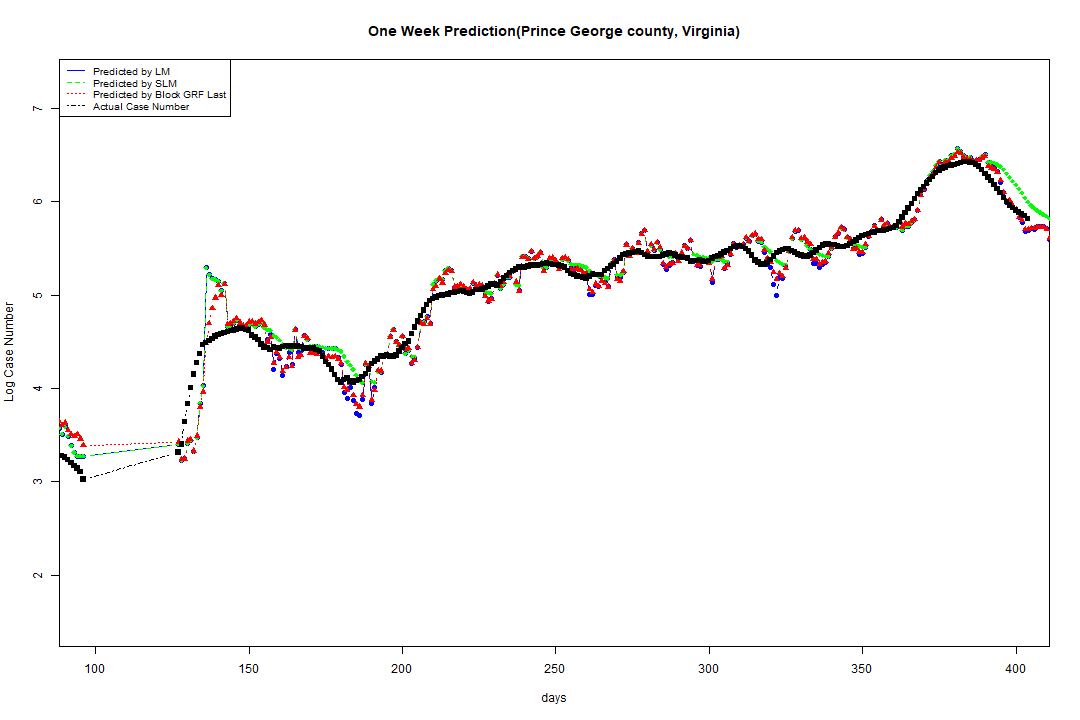 One Week Prediction(Prince George county, Virginia)
Predicted by LM
Predicted by SLM
Predicted by Block GRF Last
Actual Case Number
7
6
5
4
3
2
Log Case Number
100 150 200 250 300 350 400
days